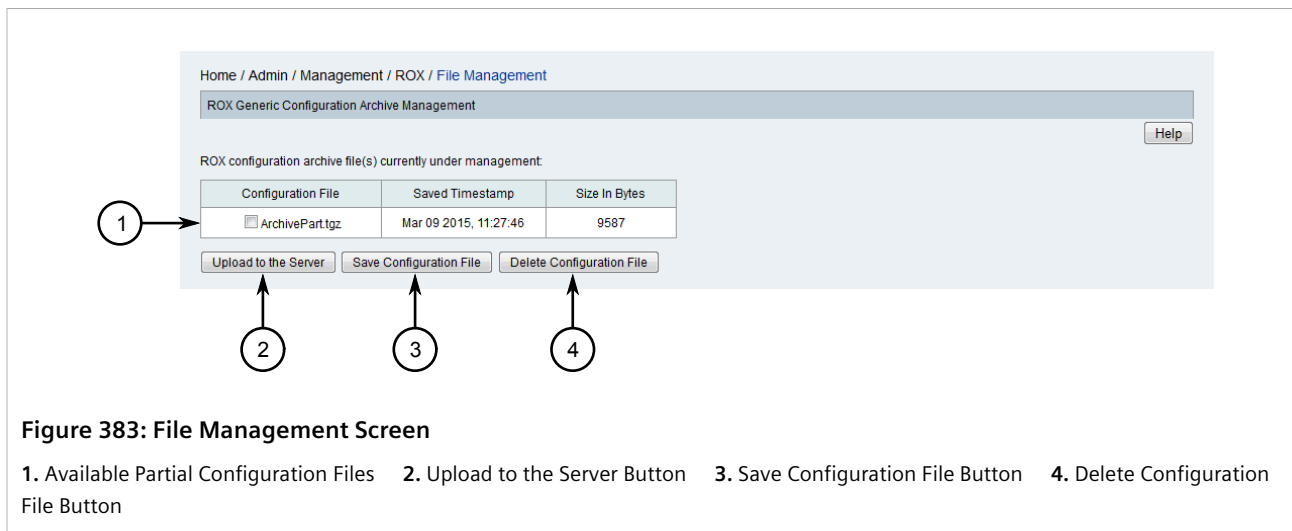 Home / Admin / Management / ROX / File Management
ROX Generic Configuration Archive Management
Help
ROX configuration archive file(s) currently under management:
Configuration File Saved Timestamp Size In Bytes
1 ArchivePart.tgz Mar 09 2015, 11:27:46 9587
Upload to the Server Save Configuration File Delete Configuration File
2 3 4
Figure 383: File Management Screen
1. Available Partial Configuration Files 2. Upload to the Server Button 3. Save Configuration File Button 4. Delete Configuration
File Button